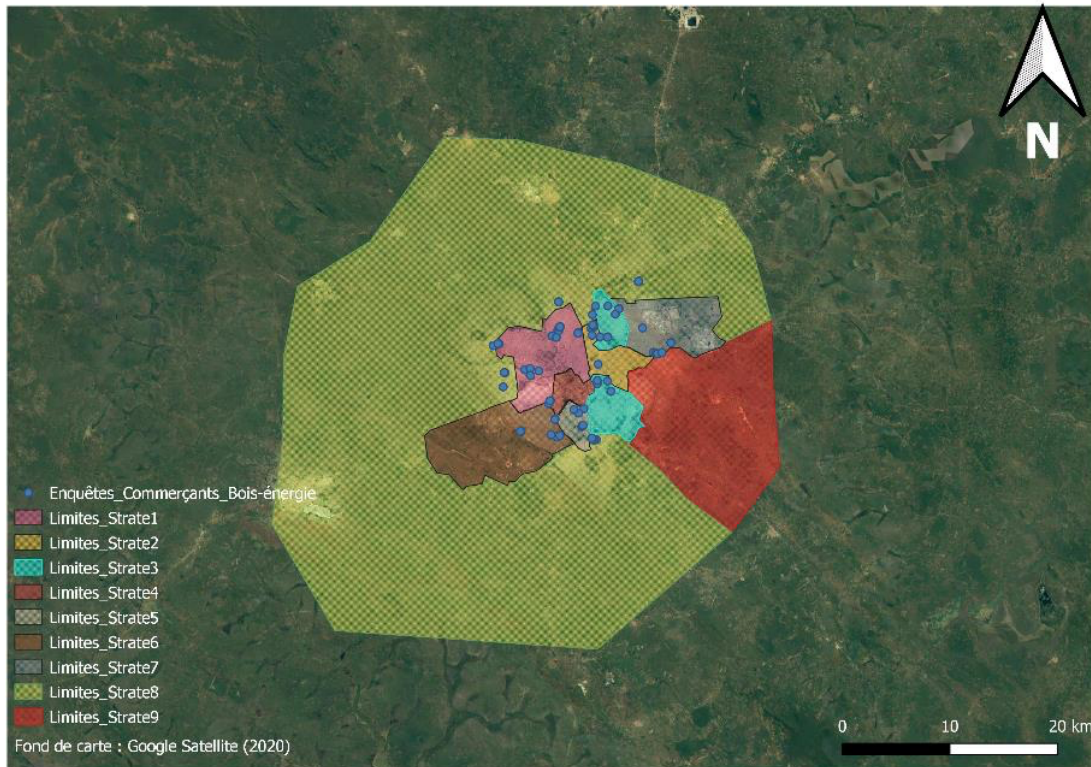 N
Enquêtes_Commerçants_Bois-énergie
Limites_Strate1
Limites_Strate2
Limites_Strate3
Limites_Strate4
Limites_Strate5
Limites_Strate6
Limites_Strate7
Limites_Strate8
Limites_Strate9
Fond de carte : Google Satellite (2020)
0 10 20 km